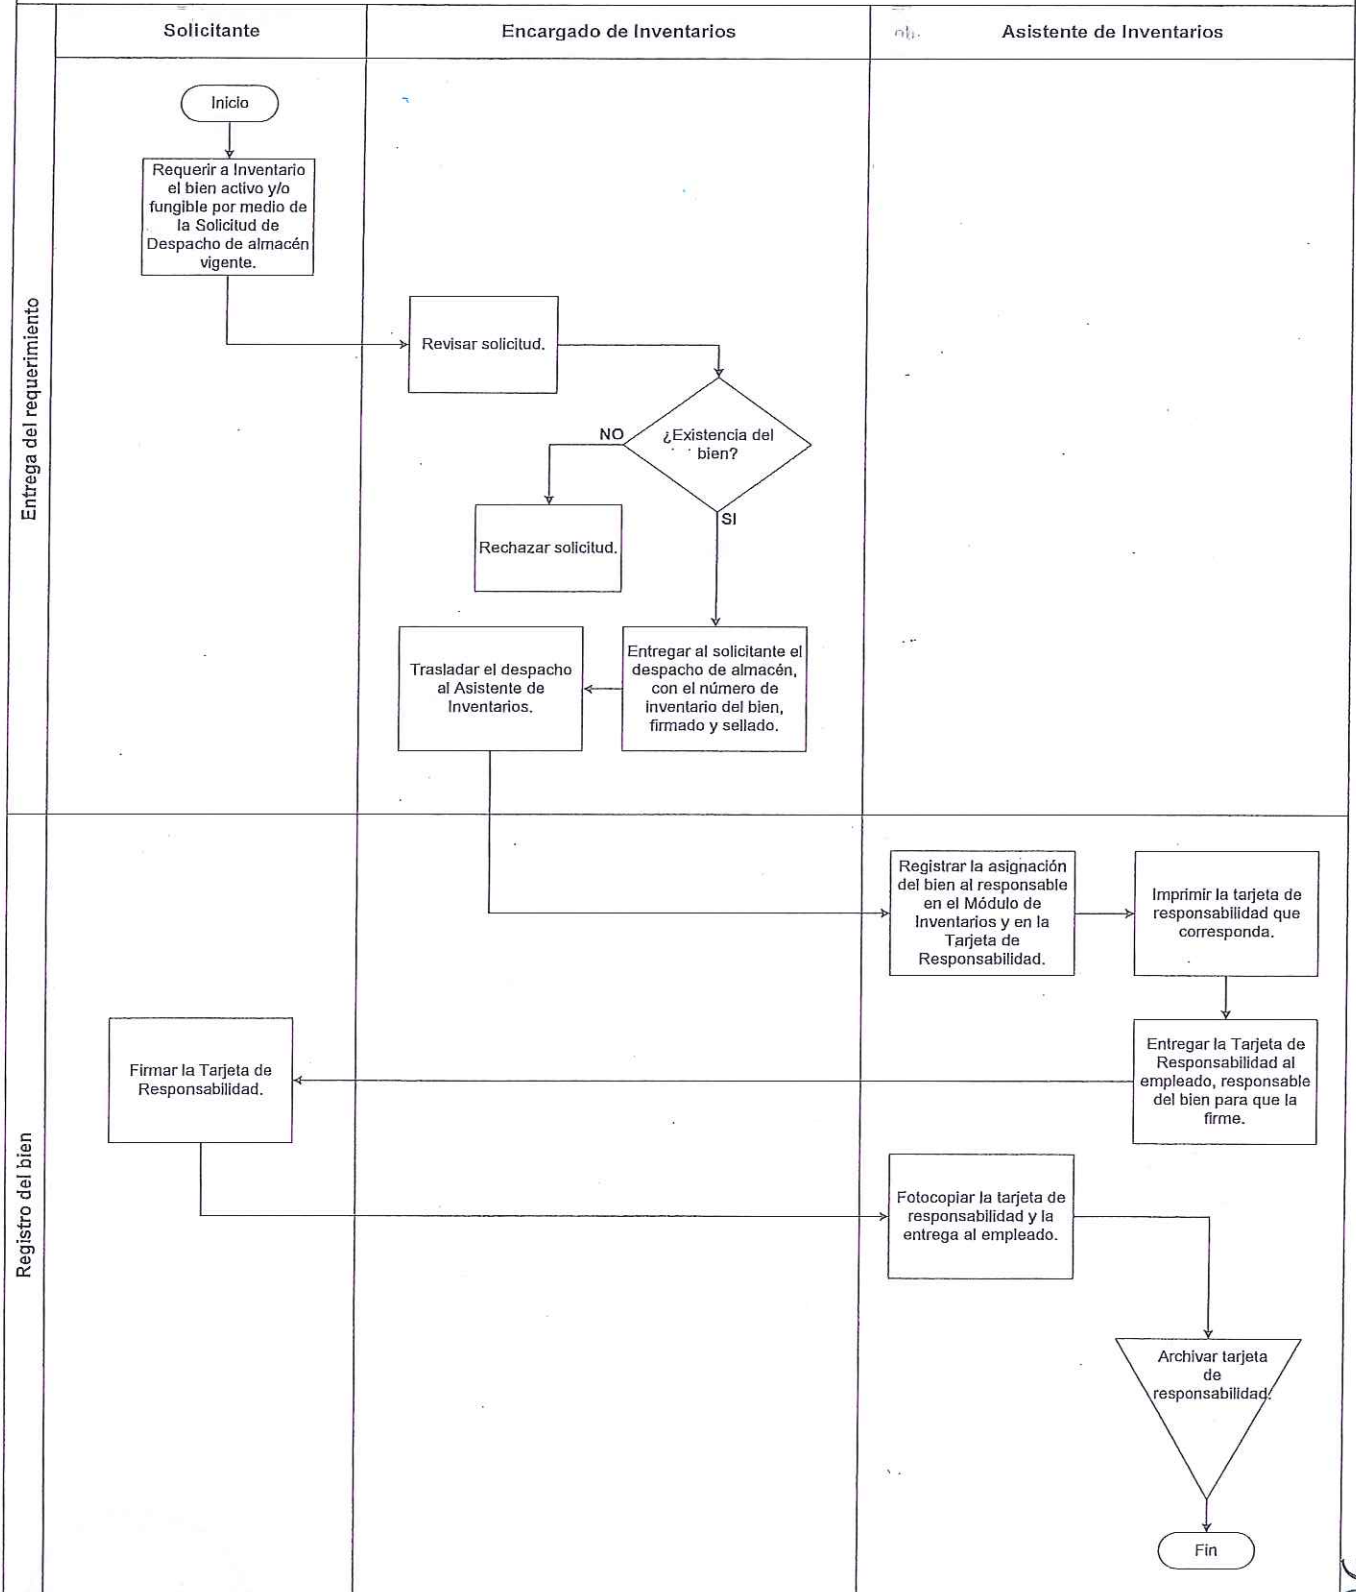 Solicitante
Encargado de Inventarios
Asistente de Inventarios
Entrega del requerimiento
Inicio
Requerir a Inventario
el bien activo y/o
fungible por medio de
la Solicitud de
Despacho de almacén
vigente.
Revisar solicitud.
¿Existencia del
bien?
NO
SI
Rechazar solicitud.
Entregar al solicitante el
despacho de almacén,
con el número de
inventario del bien,
firmado y sellado.
Trasladar el despacho
al Asistente de
Inventarios.
Registro del bien
Registrar la asignación
del bien al responsable
en el Módulo de
Inventarios y en la
Tarjeta de
Responsabilidad.
Imprimir la tarjeta de
responsabilidad que
corresponda.
Entregar la Tarjeta de
Responsabilidad al
empleado, responsable
del bien para que la
firme.
Firmar la Tarjeta de
Responsabilidad.
Fotocopiar la tarjeta de
responsabilidad y la
entrega al empleado.
Archivar tarjeta
de
responsabilidad.
Fin